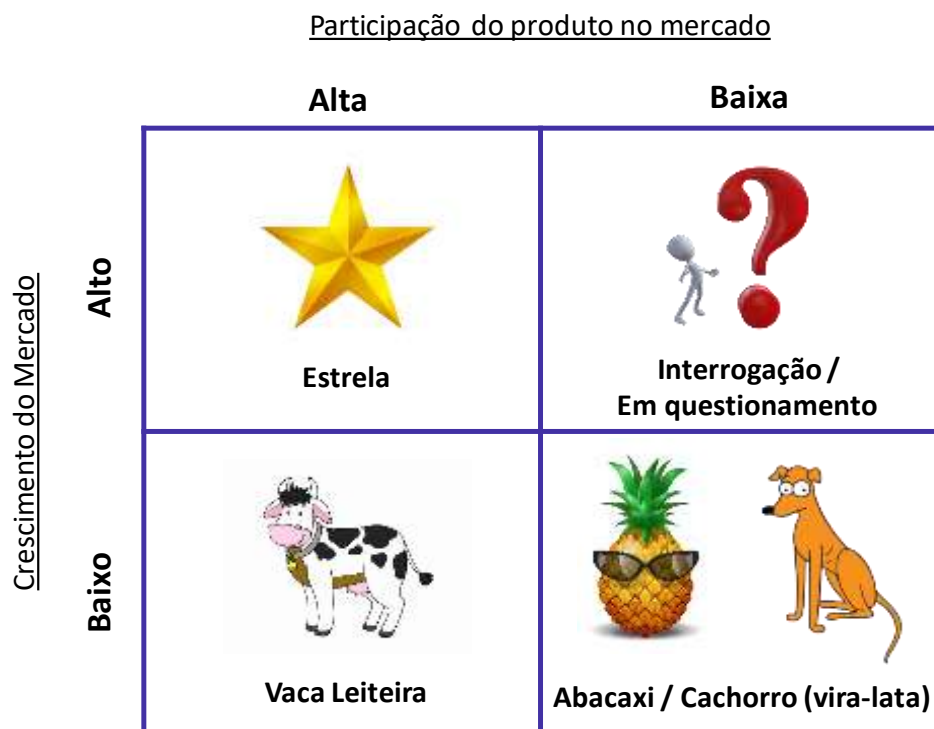 Participação do produto no mercado
Alta
Baixa
Crescimento do Mercado
Alto
Estrela
Interrogação /
Em questionamento
Baixo
Vaca Leiteira
Abacaxi / Cachorro (vira-lata)